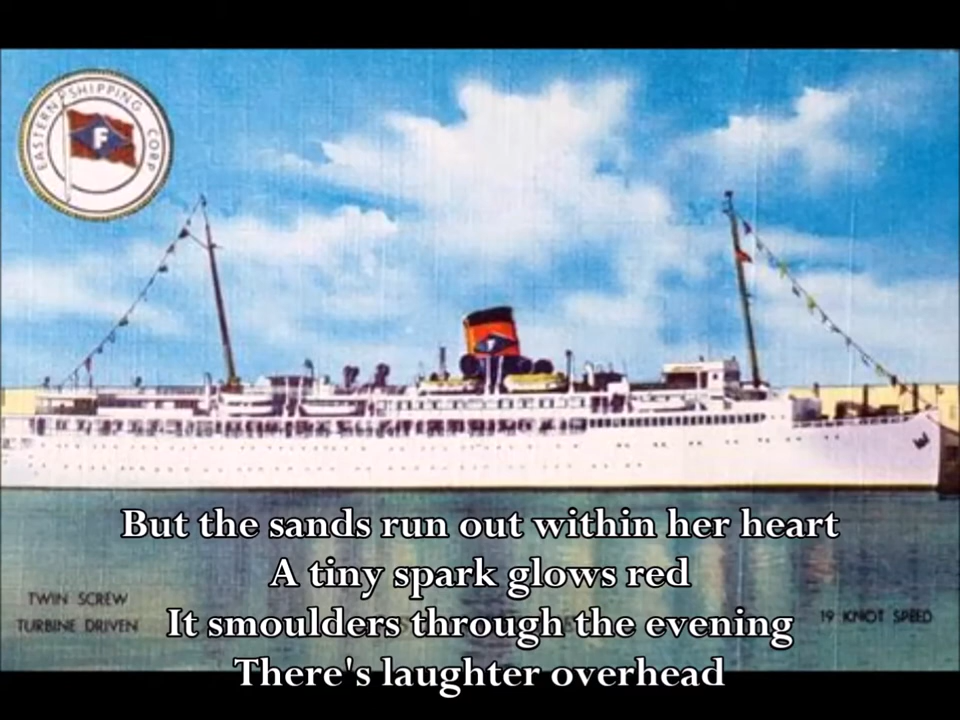 EASTERN SHIPPING CORP
F
F
But the sands run out within her heart
A tiny spark glows red
TWIN SCREW
It smoulders through the evening
TURBINE DRIVEN
19 KNOT SPEED
There's laughter overhead